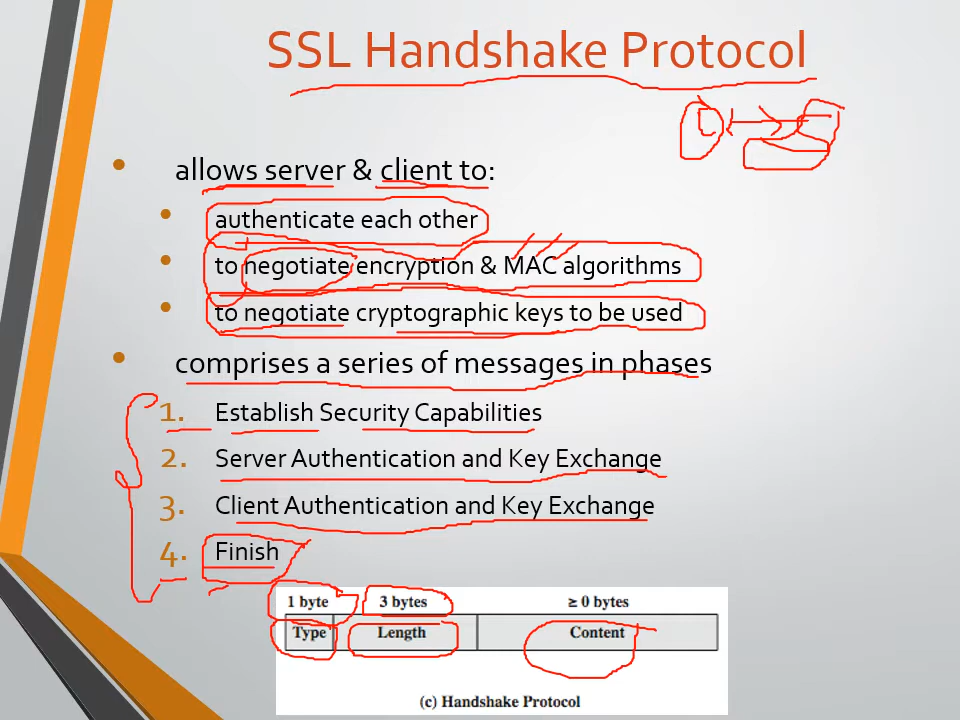 SSL Handshake Protocol
• allows server & client to:
• authenticate each other
• to negotiate encryption & MAC algorithms
• to negotiate cryptographic keys to be used
• comprises a series of messages in phases
1. Establish Security Capabilities
2. Server Authentication and Key Exchange
3. Client Authentication and Key Exchange
4. Finish
1 byte 3 bytes ≥ 0 bytes
Type Length Content
(c) Handshake Protocol